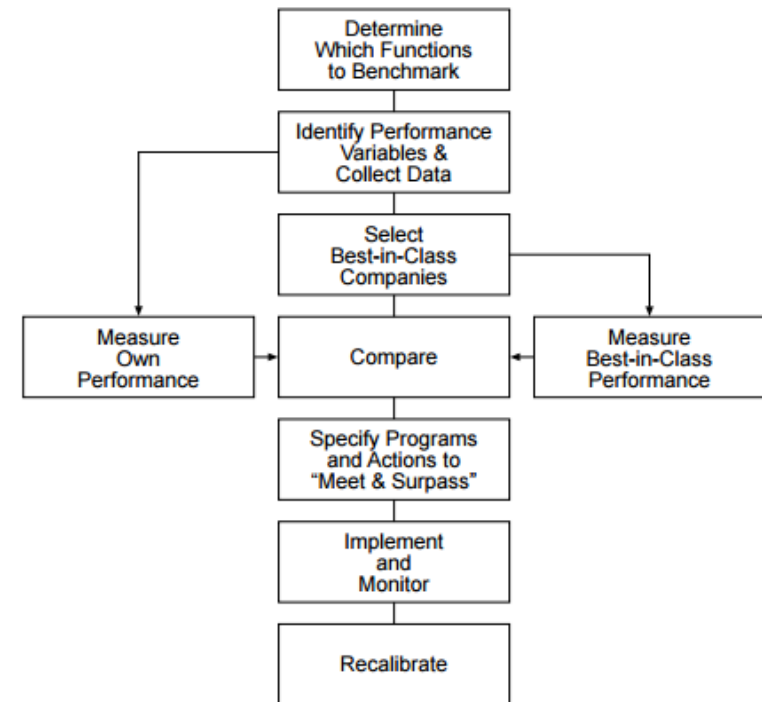 Determine
Which Functions
to Benchmark
Identify Performance
Variables &
Collect Data
Select
Best-in-Class
Companies
Measure
Own
Performance
Compare
Measure
Best-in-Class
Performance
Specify Programs
and Actions to
“Meet & Surpass”
Implement
and
Monitor
Recalibrate